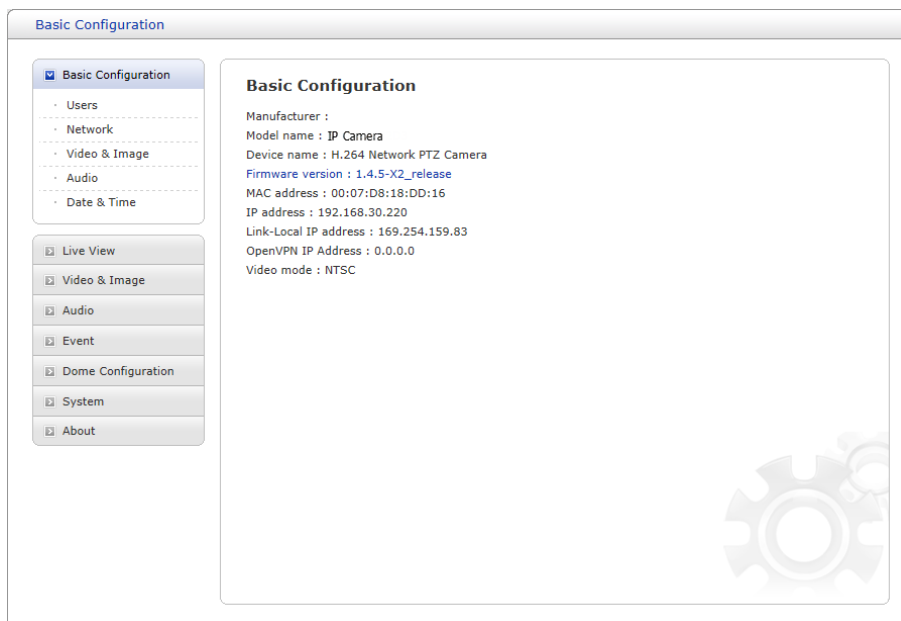 Basic Configuration
Basic Configuration
Users
Network
Video & Image
Audio
Date & Time
Live View
Video & Image
Audio
Event
Dome Configuration
System
About
Basic Configuration
Manufacturer :
Model name : IP Camera
Device name : H.264 Network PTZ Camera
Firmware version : 1.4.5-X2_release
MAC address : 00:07:D8:18:DD:16
IP address : 192.168.30.220
Link-Local IP address : 169.254.159.83
OpenVPN IP Address : 0.0.0.0
Video mode : NTSC